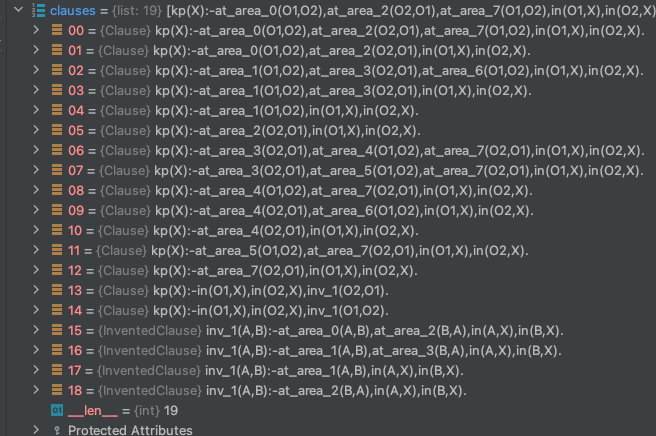 clauses = {list: 19} [kp(X):-at_area_0(O1,O2),at_area_2(O2,O1),at_area_7(O1,O2),in(O1,X),in(O2,X)
00 = {Clause} kp(X):-at_area_0(O1,O2),at_area_2(O2,O1),at_area_7(O1,O2),in(O1,X),in(O2,X).
01 = {Clause} kp(X):-at_area_0(O1,O2),at_area_2(O2,O1),in(O1,X),in(O2,X).
02 = {Clause} kp(X):-at_area_1(O1,O2),at_area_3(O2,O1),at_area_6(O1,O2),in(O1,X),in(O2,X).
03 = {Clause} kp(X):-at_area_1(O1,O2),at_area_3(O2,O1),in(O1,X),in(O2,X).
04 = {Clause} kp(X):-at_area_1(O1,O2),in(O1,X),in(O2,X).
05 = {Clause} kp(X):-at_area_2(O2,O1),in(O1,X),in(O2,X).
06 = {Clause} kp(X):-at_area_3(O2,O1),at_area_4(O1,O2),at_area_7(O2,O1),in(O1,X),in(O2,X).
07 = {Clause} kp(X):-at_area_3(O2,O1),at_area_5(O1,O2),at_area_7(O2,O1),in(O1,X),in(O2,X).
08 = {Clause} kp(X):-at_area_4(O1,O2),at_area_7(O2,O1),in(O1,X),in(O2,X).
09 = {Clause} kp(X):-at_area_4(O2,O1),at_area_6(O1,O2),in(O1,X),in(O2,X).
10 = {Clause} kp(X):-at_area_4(O2,O1),in(O1,X),in(O2,X).
11 = {Clause} kp(X):-at_area_5(O1,O2),at_area_7(O2,O1),in(O1,X),in(O2,X).
12 = {Clause} kp(X):-at_area_7(O2,O1),in(O1,X),in(O2,X).
13 = {Clause} kp(X):-in(O1,X),in(O2,X),inv_1(O2,O1).
14 = {Clause} kp(X):-in(O1,X),in(O2,X),inv_1(O1,O2).
15 = {InventedClause} inv_1(A,B):-at_area_0(A,B),at_area_2(B,A),in(A,X),in(B,X).
16 = {InventedClause} inv_1(A,B):-at_area_1(A,B),at_area_3(B,A),in(A,X),in(B,X).
17 = {InventedClause} inv_1(A,B):-at_area_1(A,B),in(A,X),in(B,X).
18 = {InventedClause} inv_1(A,B):-at_area_2(B,A),in(A,X),in(B,X).
01 __len__ = {int} 19
Protected Attributes